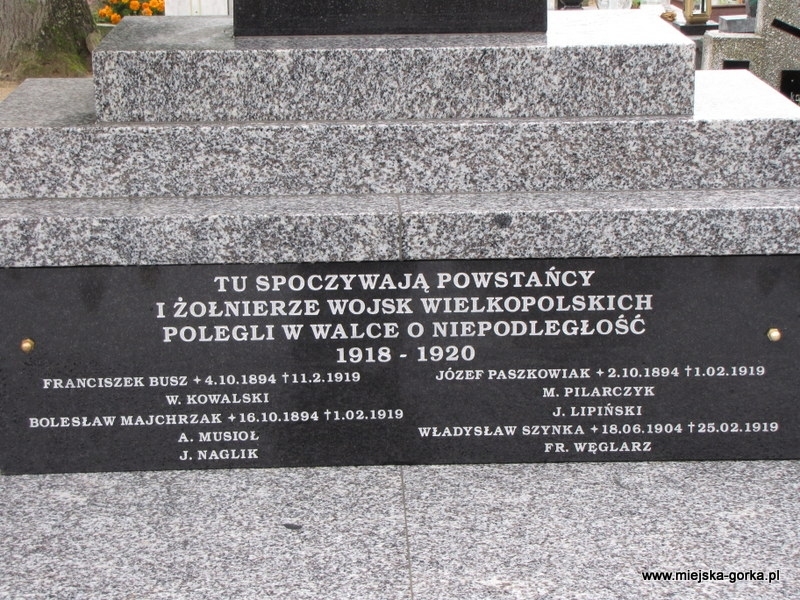 TU SPOCZYWAJĄ POWSTAŃCY
I ŻOŁNIERZE WOJSK WIELKOPOLSKICH
POLEGLI W WALCE O NIEPODLEGŁOŚĆ
1918 - 1920
FRANCISZEK BUSZ + 4.10.1894 †11.2.1919
W. KOWALSKI
BOLESŁAW MAJCHRZAK + 16.10.1894 †1.02.1919
A. MUSIOŁ
J. NAGLIK
JÓZEF PASZKOWIAK + 2.10.1894 †1.02.1919
M. PILARCZYK
J. LIPIŃSKI
WŁADYSŁAW SZYNKA + 18.06.1904 †25.02.1919
FR. WĘGLARZ
www.miejska-gorka.pl